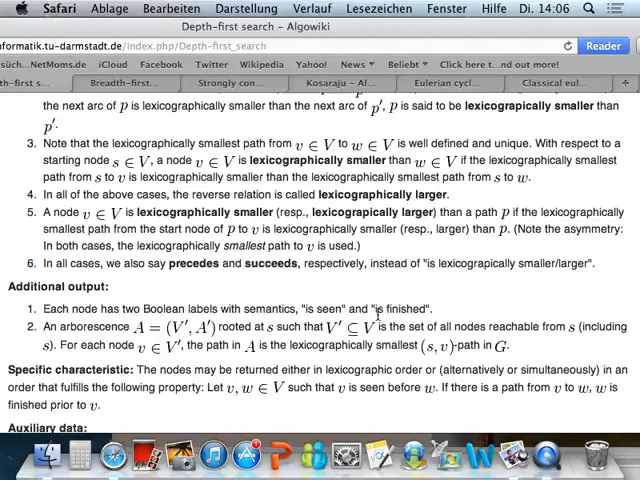 Safari Ablage Bearbeiten Darstellung Verlauf Lesezeichen Fenster Di. 14:06
Depth-first search - Algowiki
nformatik.tu-darmstadt.de/index.php/Depth-first_search Reader
NetMoms.de iCloud Facebook Twitter Wikipedia Yahoo! News Beliebt nd out more!
h-first s... Breadth-first... Strongly con... Kosaraju – Al... Eulerian cycl... Classical eul...
the next arc of p is lexicographically smaller than the next arc of p′, p is said to be lexicograpically smaller than
p′.
3. Note that the lexicographically smallest path from v ∈ V to w ∈ V is well defined and unique. With respect to a
starting node s ∈ V, a node v ∈ V is lexicographically smaller than w ∈ V if the lexicographically smallest
path from s to v is lexicographically smaller than the lexicographically smallest path from s to w.
4. In all of the above cases, the reverse relation is called lexicographically larger.
5. A node v ∈ V is lexicographically smaller (resp., lexicographically larger) than a path p if the lexicographically
smallest path from the start node of p to v is lexicographically smaller (resp., larger) than p. (Note the asymmetry:
In both cases, the lexicographically smallest path to v is used.)
6. In all cases, we also say precedes and succeeds, respectively, instead of "is lexicograpically smaller/larger".
Additional output:
1. Each node has two Boolean labels with semantics, "is seen" and "is finished".
2. An arborescence A = (V′, A′) rooted at s such that V′ ⊆ V is the set of all nodes reachable from s (including
s). For each node v ∈ V′, the path in A is the lexicographically smallest (s, v)-path in G.
Specific characteristic: The nodes may be returned either in lexicographic order or (alternatively or simultaneously) in an
order that fulfills the following property: Let v, w ∈ V such that v is seen before w. If there is a path from v to w, w is
finished prior to v.
Auxiliary data: